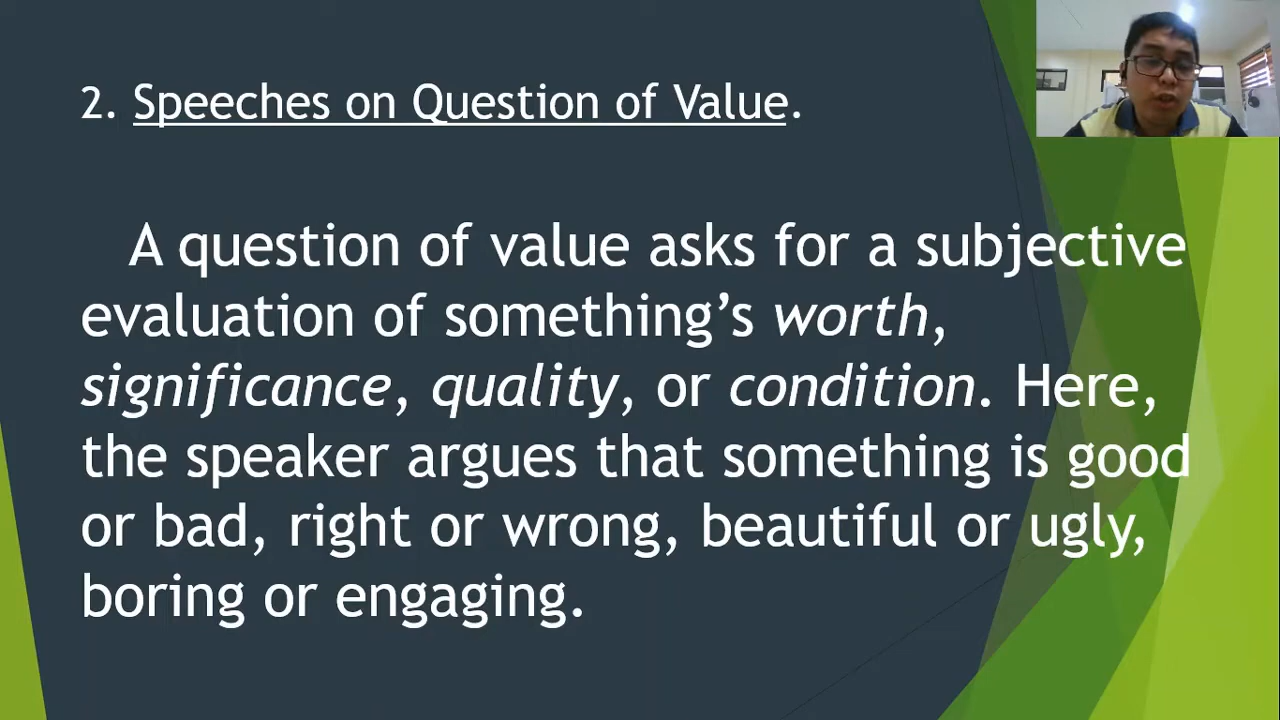 2. Speeches on Question of Value.
A question of value asks for a subjective
evaluation of something’s worth,
significance, quality, or condition. Here,
the speaker argues that something is good
or bad, right or wrong, beautiful or ugly,
boring or engaging.